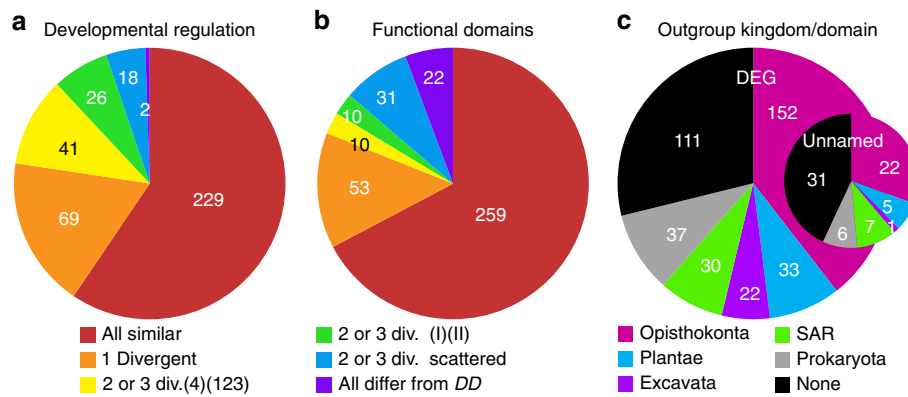 a Developmental regulation
229
69
41
26
18
2
b Functional domains
259
53
10
10
31
22
c Outgroup kingdom/domain
DEG
152
33
22
30
37
111
Unnamed
22
5
1
7
6
31
All similar
1 Divergent
2 or 3 div.(4)(123)
2 or 3 div. (I)(II)
2 or 3 div. scattered
All differ from DD
Opisthokonta
Plantae
Excavata
SAR
Prokaryota
None